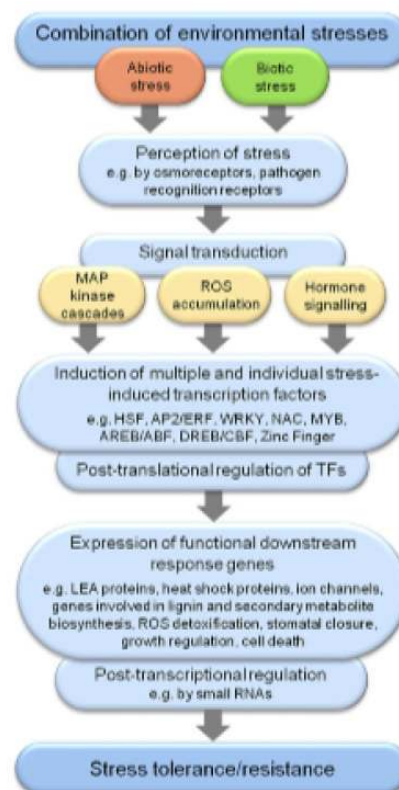 Combination of environmental stresses
Abiotic
stress
Biotic
stress
Perception of stress
e.g. by osmoreceptors, pathogen
recognition receptors
Signal transduction
MAP
kinase
cascades
ROS
accumulation
Hormone
signalling
Induction of multiple and individual stress-
induced transcription factors
e.g. HSF, AP2/ERF, WRKY, NAC, MYB,
AREB/ABF, DREB/CBF, Zinc Finger
Post-translational regulation of TFs
Expression of functional downstream
response genes
e.g. LEA proteins, heat shock proteins, ion channels,
genes involved in lignin and secondary metabolite
biosynthesis, ROS detoxification, stomatal closure,
growth regulation, cell death
Post-transcriptional regulation
e.g. by small RNAs
Stress tolerance/resistance